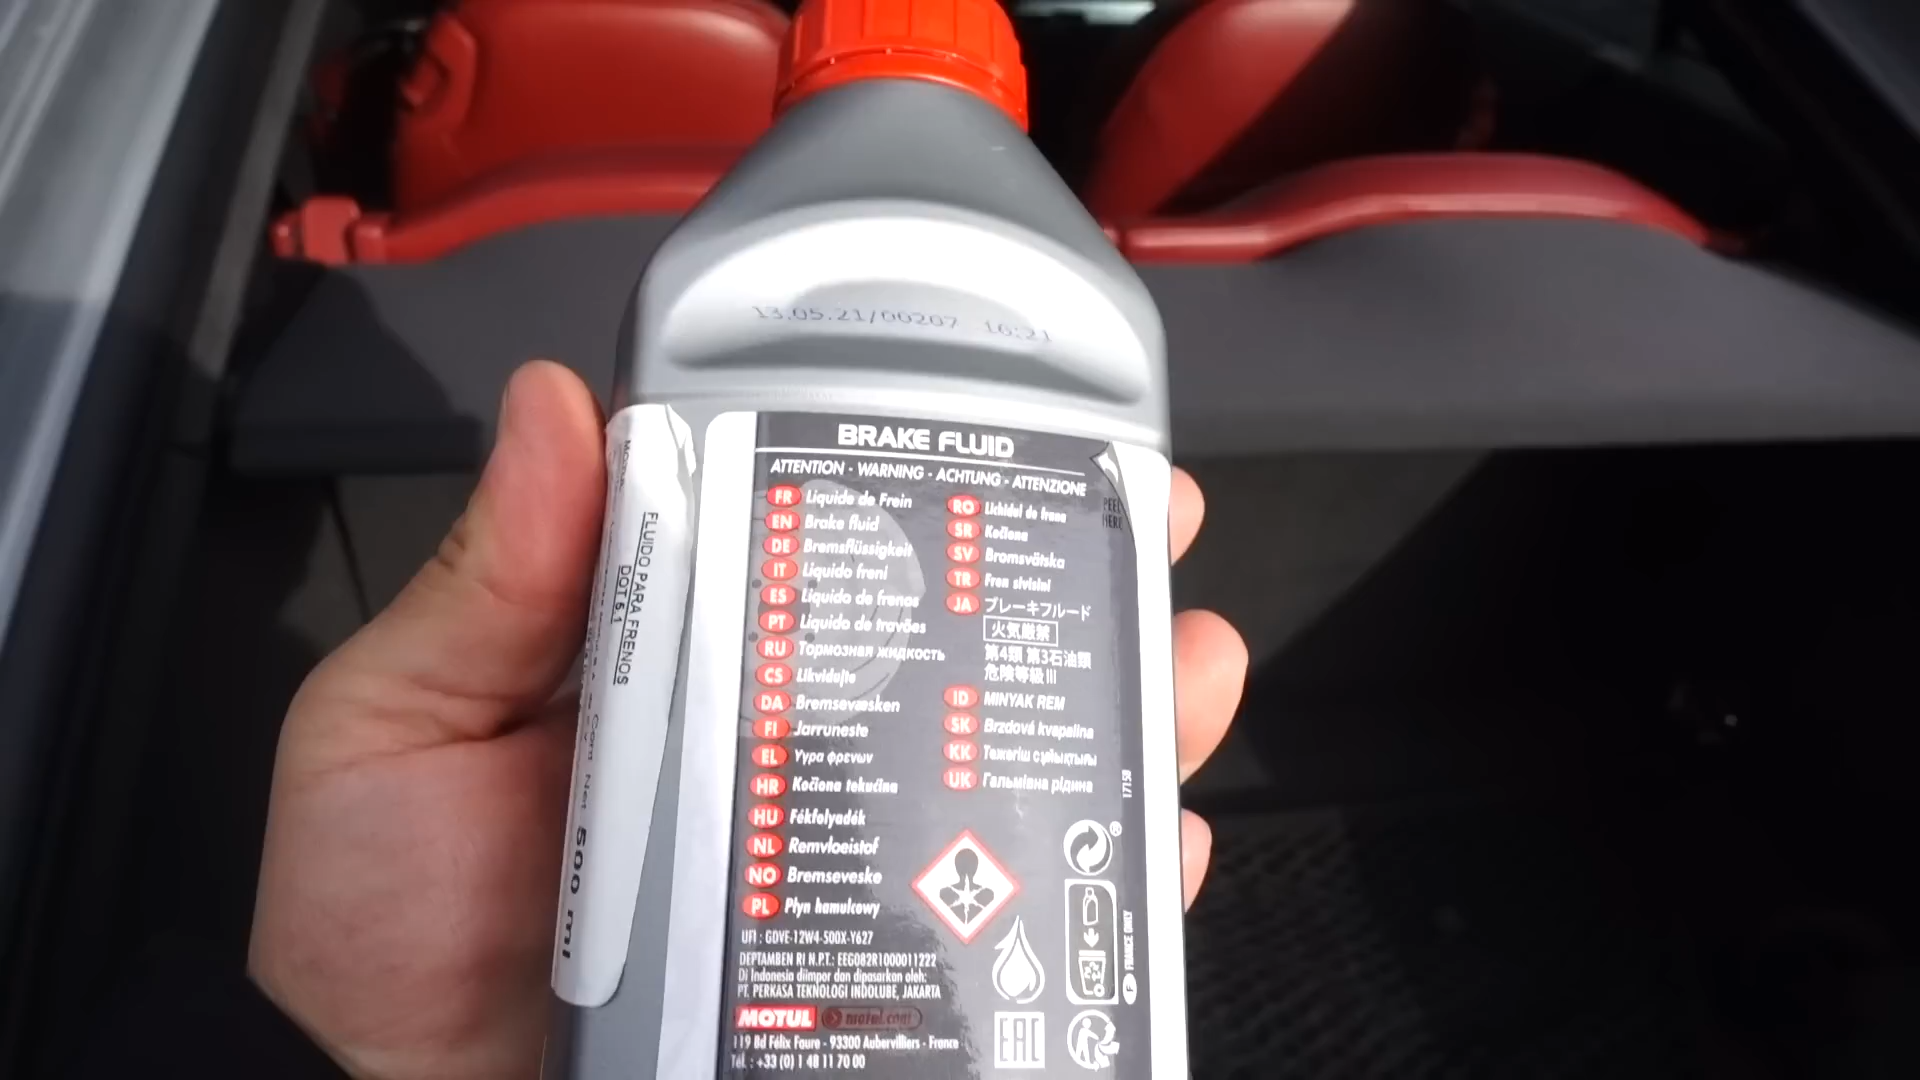 13.05.21/00207 10:21
BRAKE FLUID
ATTENTION - WARNING - ACHTUNG - ATTENZIONE
PEEL
HERE
FR Liquide de Frein
EN Brake fluid
DE Bremsflüssigkeit
IT Liquido freni
ES Liquido de frenos
PT Liquido de travões
RU Тормозная жидкость
CS Likvidujte
DA Bremsevæsken
FI Jarruneste
EL Υγρα φρενων
HR Kočiona tekućina
HU Fékfolyadék
NL Remvloeistof
NO Bremseveske
PL Płyn hamulcowy
RO Lichidul de frana
SR Kočiona
SV Bromsvätska
TR Fren sivisini
JA ブレーキフルード
火気厳禁
第4類 第3石油類
危険等級III
ID MINYAK REM
SK Brzdová kvapalina
KK Тежегіш сұйықтығы
UK Гальмівна рідина
17158
UFI : GDVE-12W4-S00X-Y627
DEPTAMBEN RI N.P.T.: EEG082R1000011222
Di Indonesia diimpor dan dipasarkan oleh:
PT. PERKASA TEKNOLOGI INDOLUBE, JAKARTA
MOTUL motul.com
119 Bd Félix Faure - 93300 Aubervilliers - France
Tél. : +33 (0) 1 48 11 70 00
F FRANCE ONLY
EAC
FLUIDO PARA FRENOS
DOT 5.1
Cont. Net. 500 ml